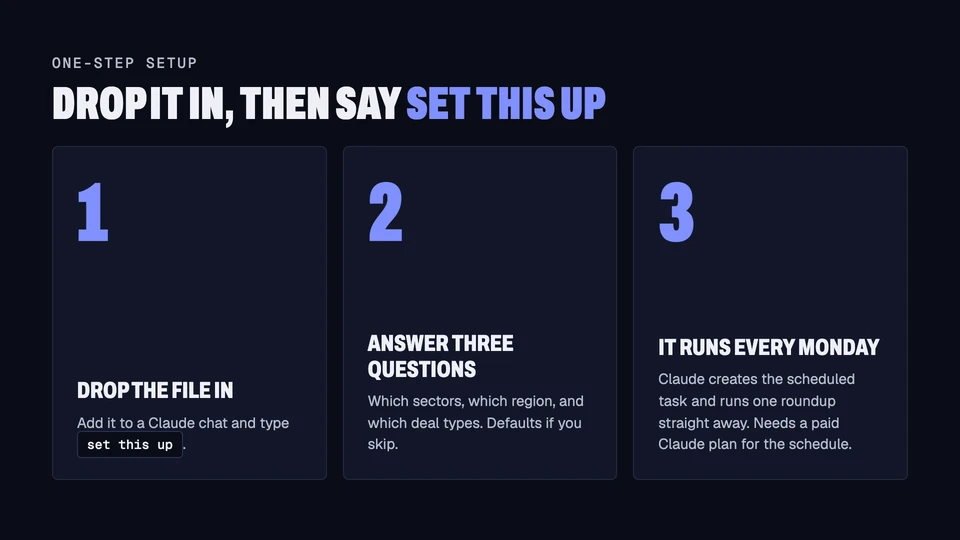 ONE-STEP SETUP
DROP IT IN, THEN SAY SET THIS UP
1
DROP THE FILE IN
Add it to a Claude chat and type
set this up.
2
ANSWER THREE
QUESTIONS
Which sectors, which region, and
which deal types. Defaults if you
skip.
3
IT RUNS EVERY MONDAY
Claude creates the scheduled
task and runs one roundup
straight away. Needs a paid
Claude plan for the schedule.